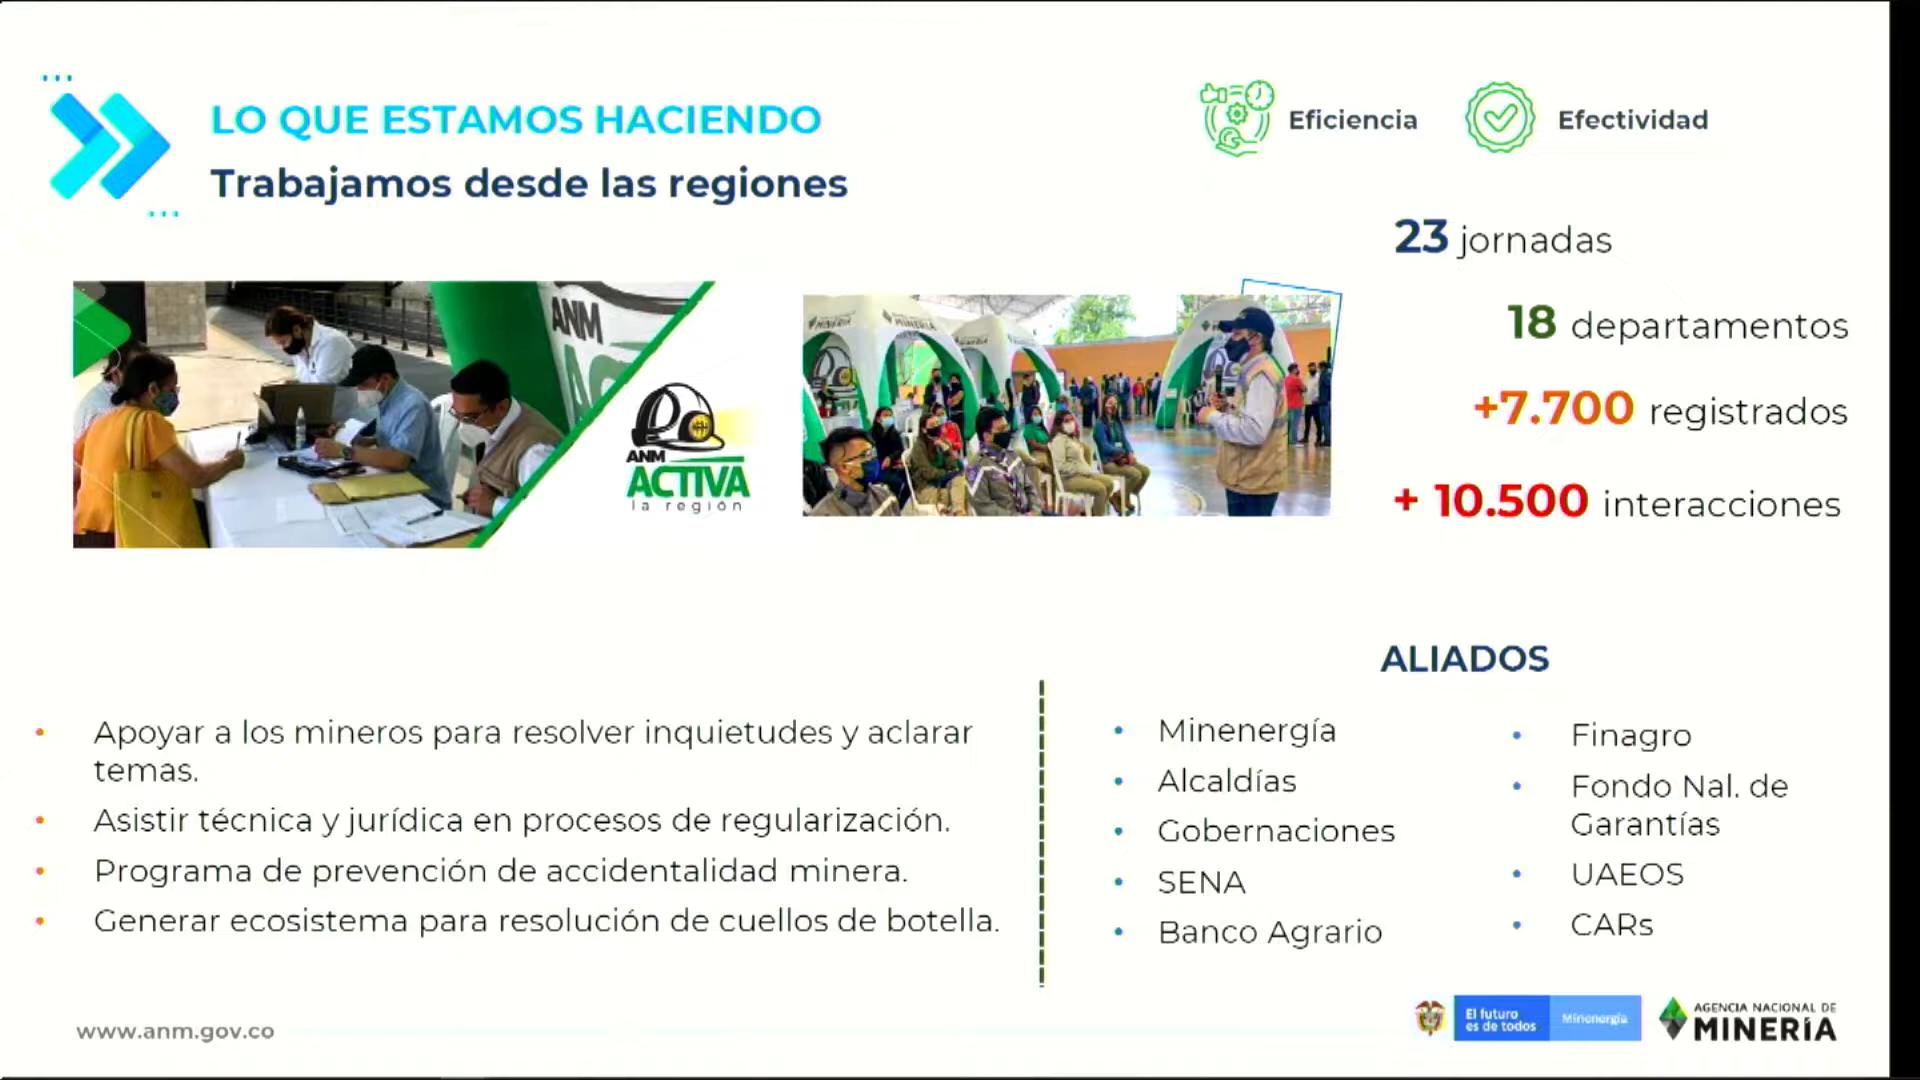 LO QUE ESTAMOS HACIENDO
Trabajamos desde las regiones
Eficiencia
Efectividad
23 jornadas
18 departamentos
+7.700 registrados
+ 10.500 interacciones
ANM
ANM
ACTIVA
la región
MINERÍA
MINERÍA
ALIADOS
• Apoyar a los mineros para resolver inquietudes y aclarar
temas.
• Asistir técnica y jurídica en procesos de regularización.
• Programa de prevención de accidentalidad minera.
• Generar ecosistema para resolución de cuellos de botella.
• Minenergía
• Alcaldías
• Gobernaciones
• SENA
• Banco Agrario
• Finagro
• Fondo Nal. de
Garantías
• UAEOS
• CARs
www.anm.gov.co
El futuro
es de todos
Minenergía
AGENCIA NACIONAL DE
MINERÍA